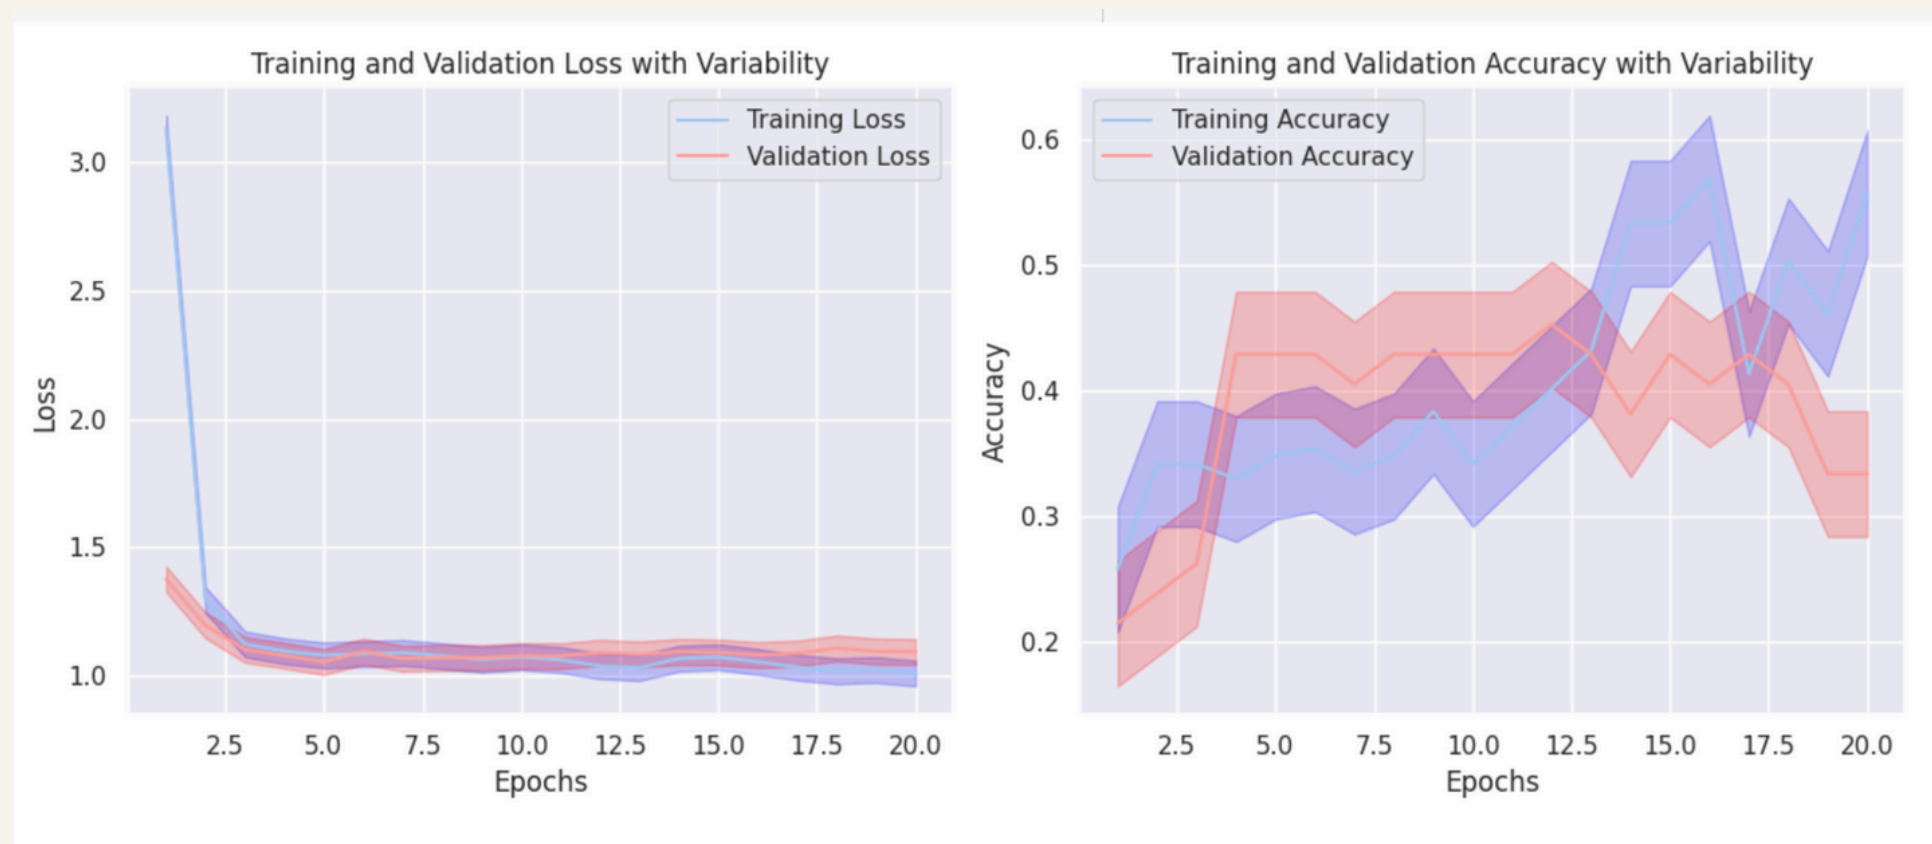 Training and Validation Loss with Variability
Training Loss
Validation Loss
3.0
2.5
2.0
1.5
1.0
Loss
2.5 5.0 7.5 10.0 12.5 15.0 17.5 20.0
Epochs
Training and Validation Accuracy with Variability
Training Accuracy
Validation Accuracy
0.6
0.5
0.4
0.3
0.2
Accuracy
2.5 5.0 7.5 10.0 12.5 15.0 17.5 20.0
Epochs